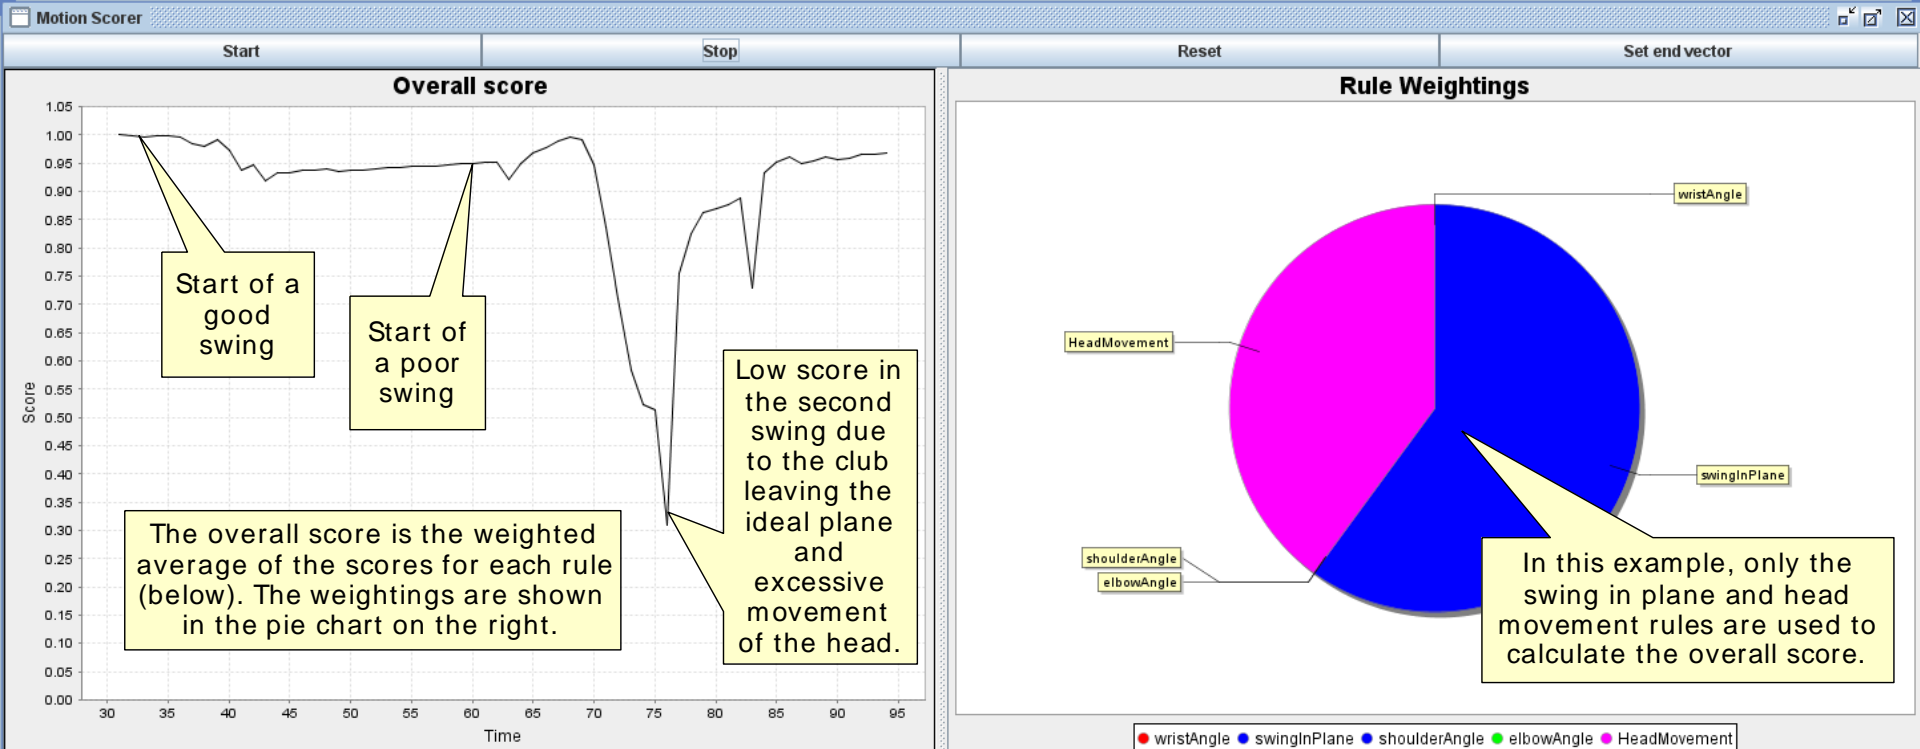 Motion Scorer
Start
Stop
Reset
Set end vector
Overall score
1.05
1.00
0.95
0.90
0.85
0.80
0.75
0.70
0.65
0.60
0.55
0.50
0.45
0.40
0.35
0.30
0.25
0.20
0.15
0.10
0.05
0.00
Score
30 35 40 45 50 55 60 65 70 75 80 85 90 95
Time
Start of a
good
swing
Start of
a poor
swing
Low score in
the second
swing due
to the club
leaving the
ideal plane
and
excessive
movement
of the head.
The overall score is the weighted
average of the scores for each rule
(below). The weightings are shown
in the pie chart on the right.
Rule Weightings
wristAngle
HeadMovement
swingInPlane
shoulderAngle
elbowAngle
In this example, only the
swing in plane and head
movement rules are used to
calculate the overall score.
wristAngle swingInPlane shoulderAngle elbowAngle HeadMovement